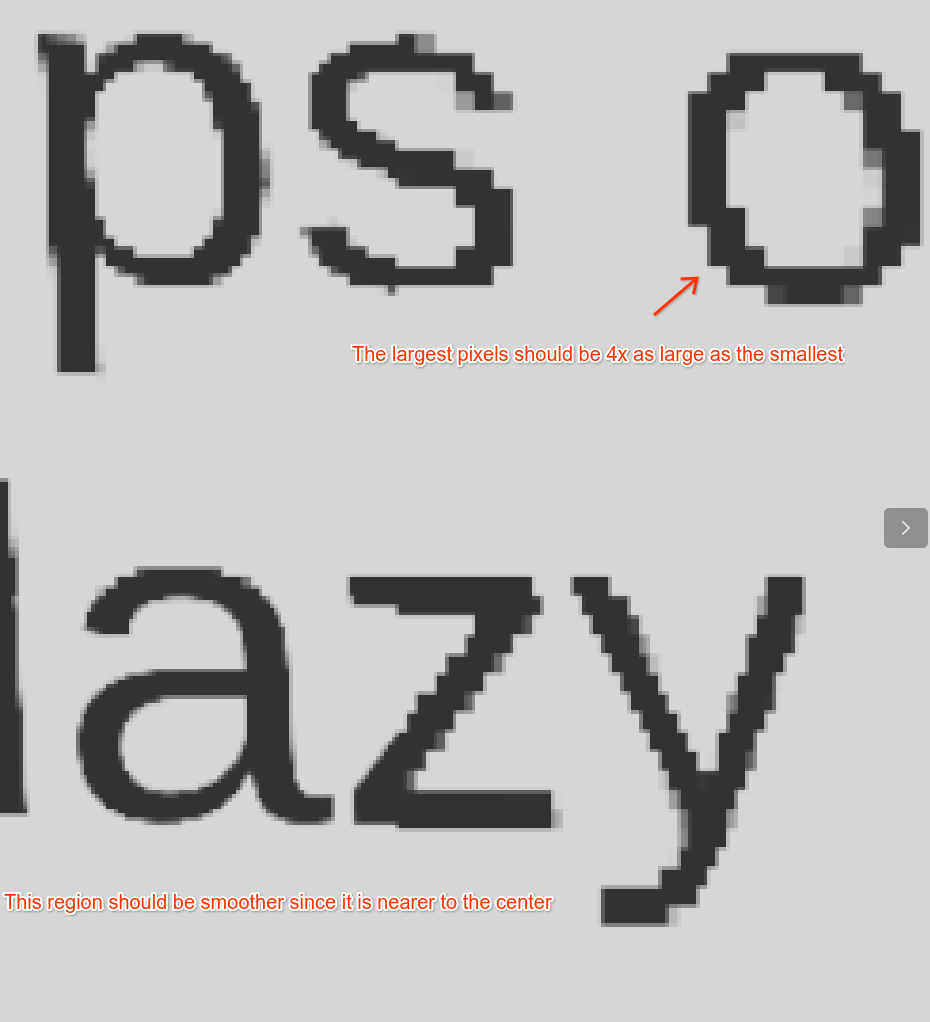 ps o
The largest pixels should be 4x as large as the smallest
lazy
This region should be smoother since it is nearer to the center